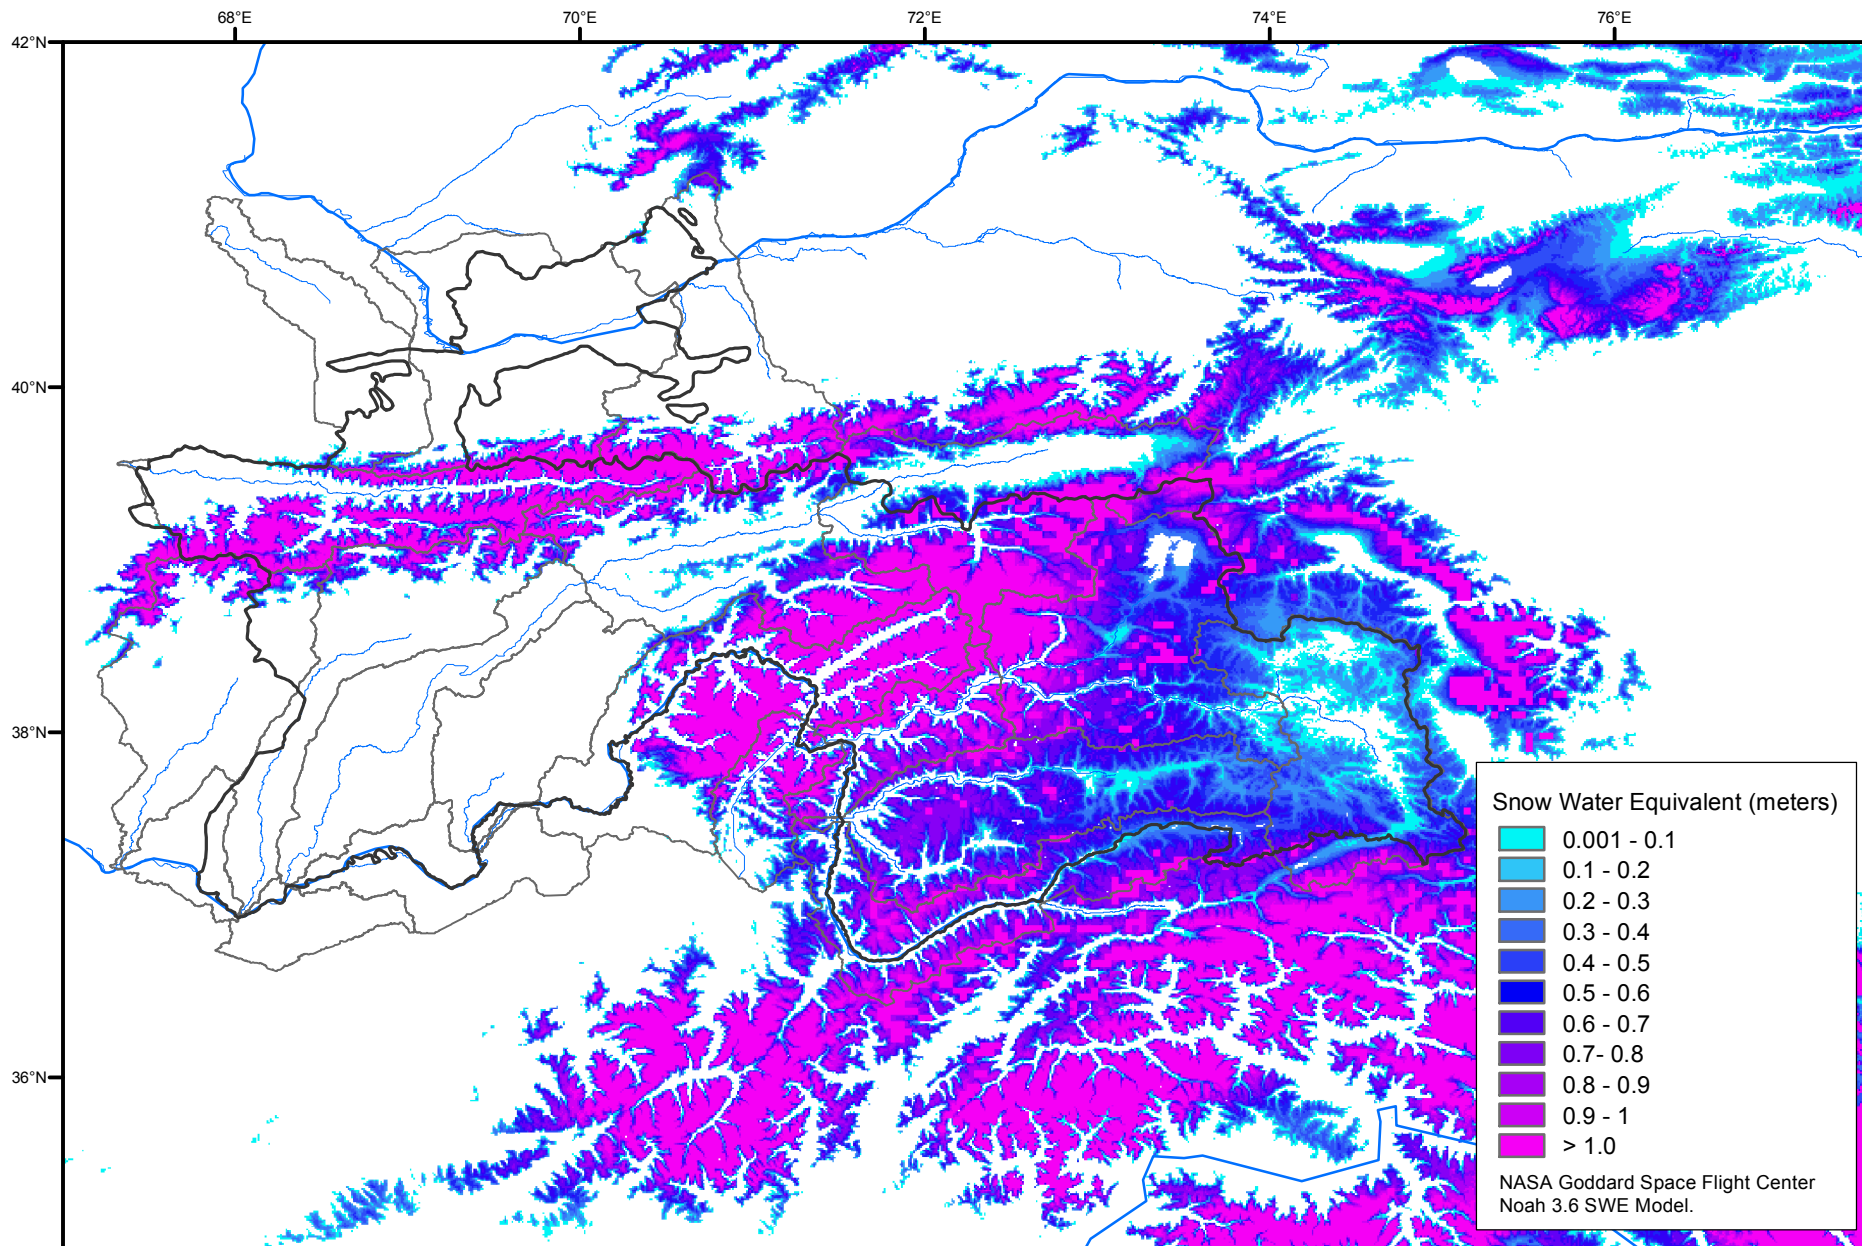 68°E
70°E
72°E
74°E
76°E
42°N
40°N
38°N
36°N
Snow Water Equivalent (meters)
0.001 - 0.1
0.1 - 0.2
0.2 - 0.3
0.3 - 0.4
0.4 - 0.5
0.5 - 0.6
0.6 - 0.7
0.7- 0.8
0.8 - 0.9
0.9 - 1
> 1.0
NASA Goddard Space Flight Center
Noah 3.6 SWE Model.